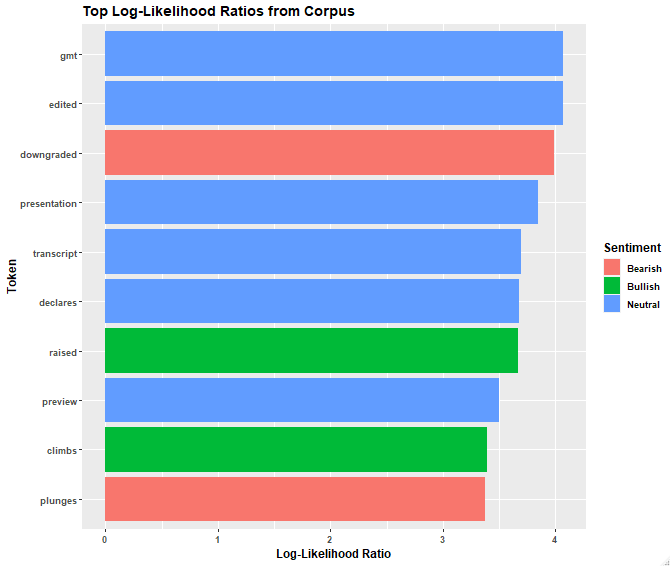 Top Log-Likelihood Ratios from Corpus
Token
gmt
edited
downgraded
presentation
transcript
declares
raised
preview
climbs
plunges
0 1 2 3 4
Log-Likelihood Ratio
Sentiment
Bearish
Bullish
Neutral